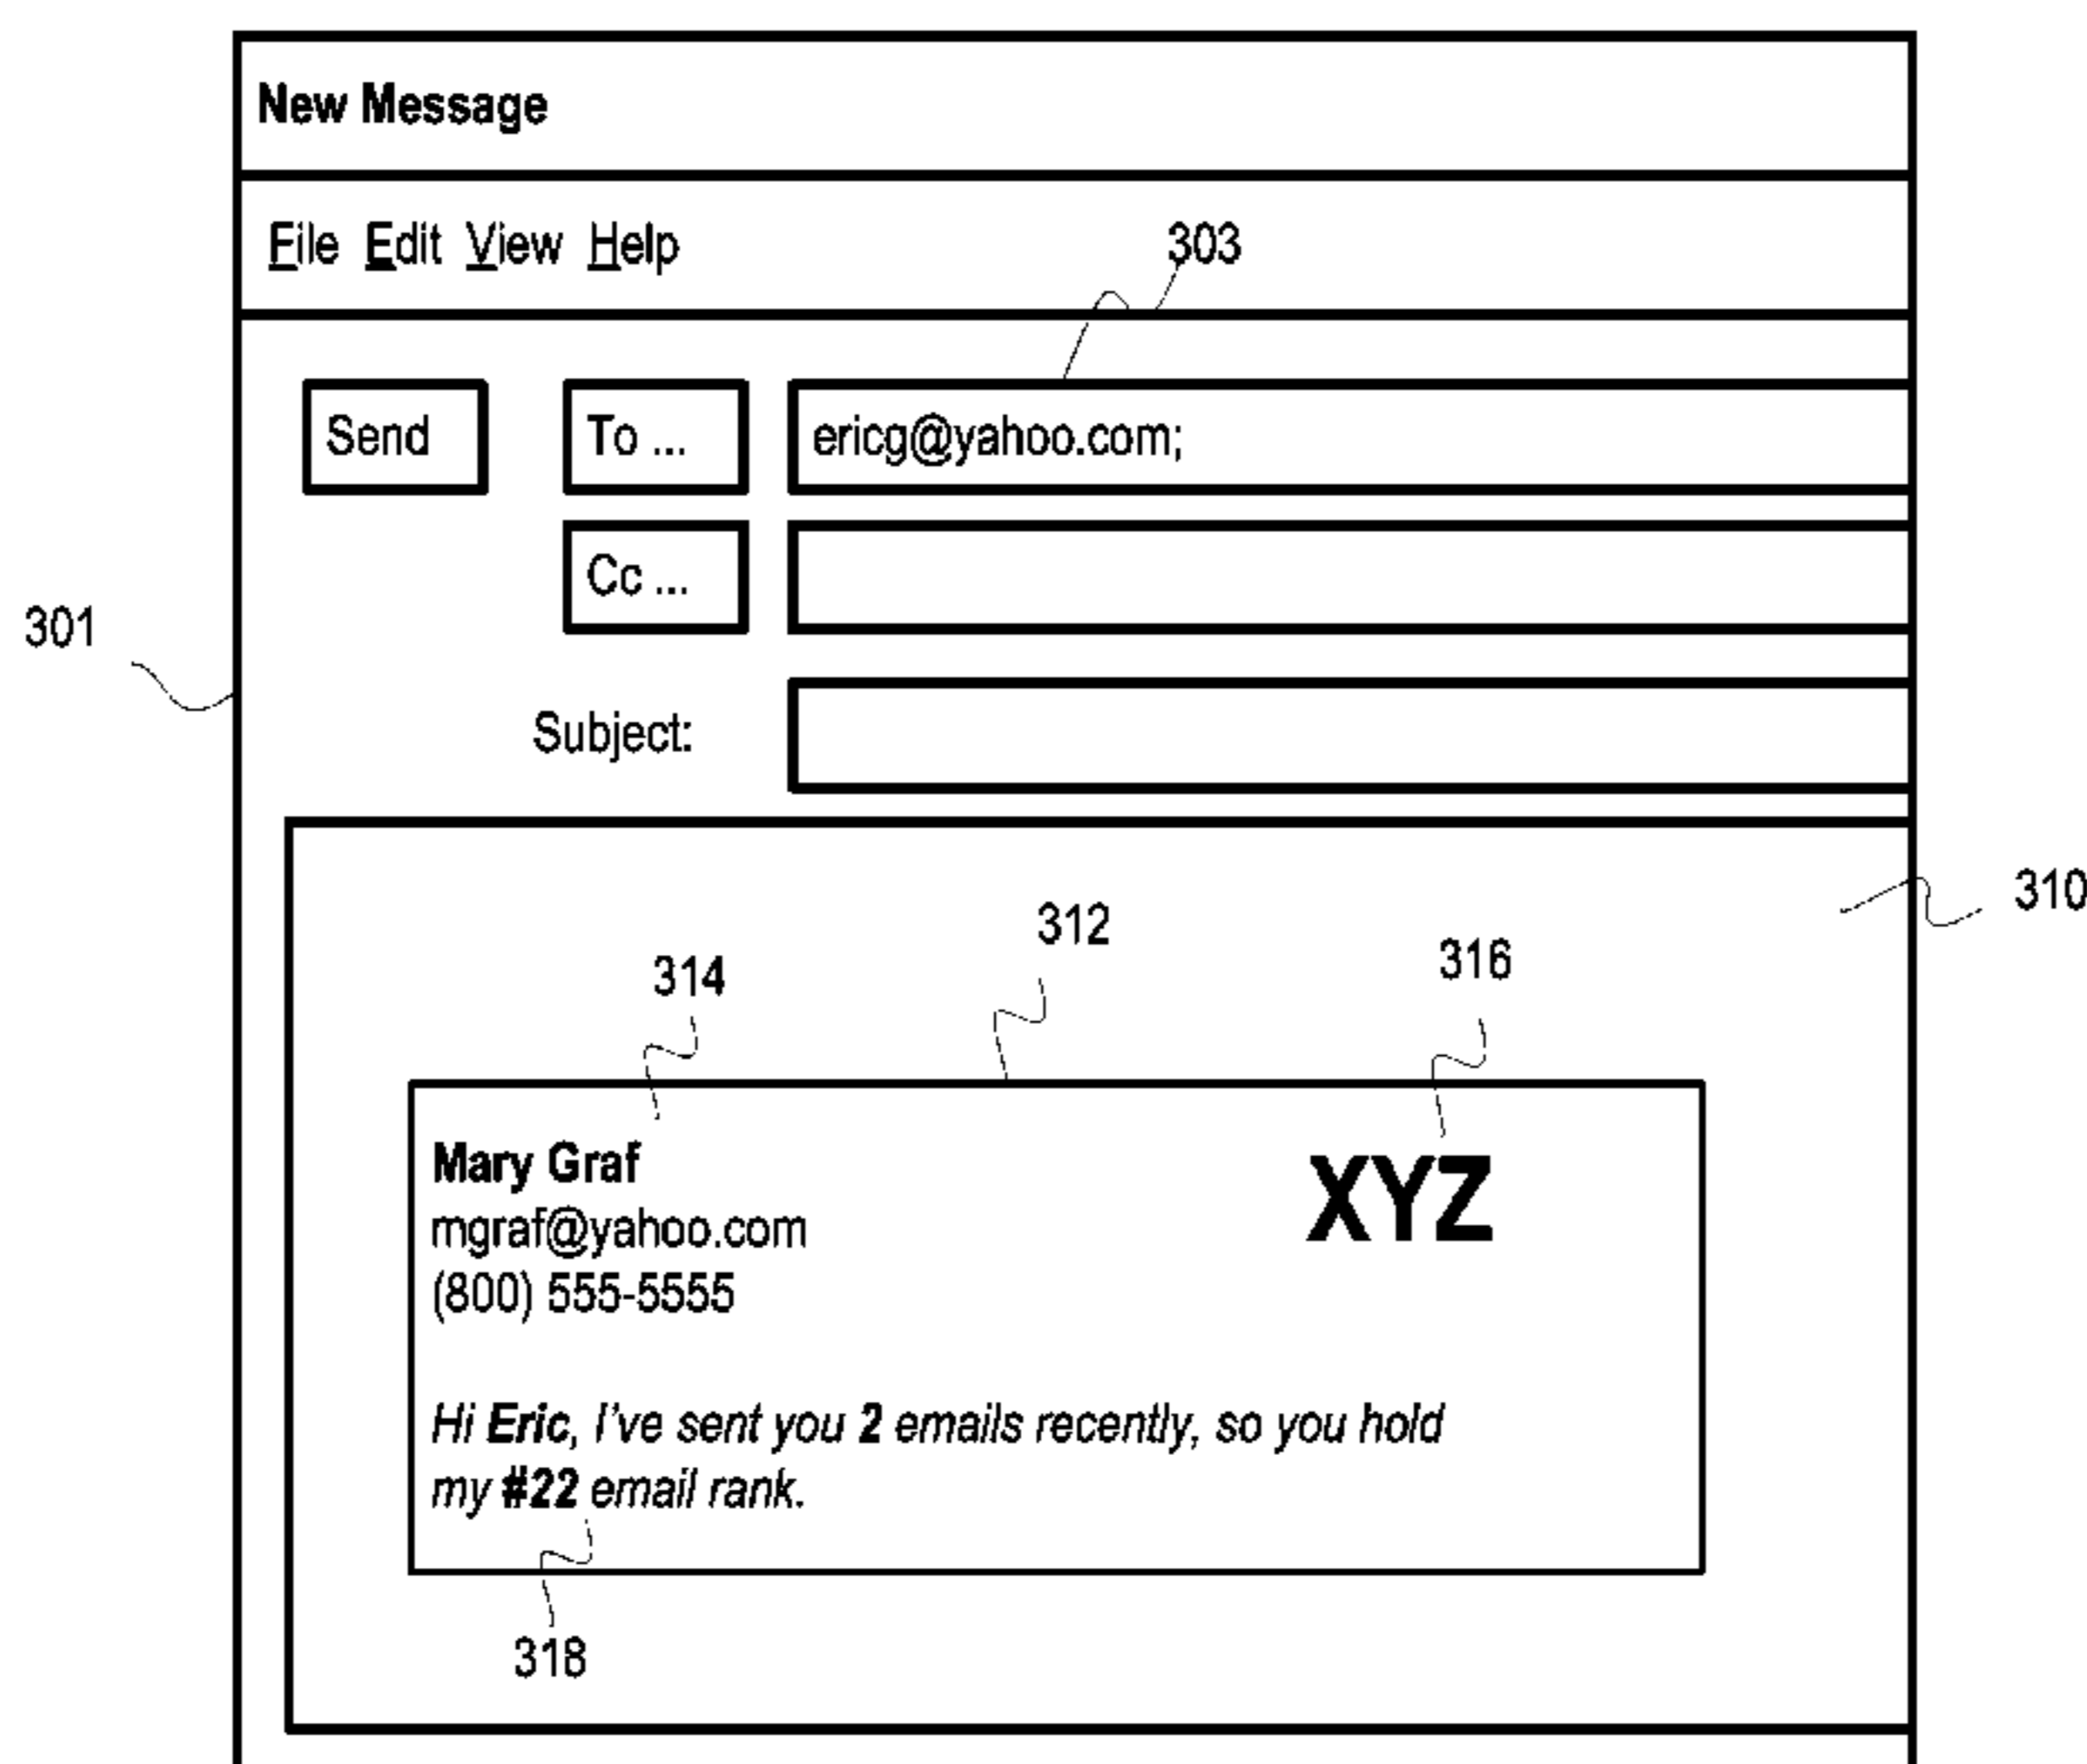 New Message
File Edit View Help
303
Send To ... ericg@yahoo.com;
Cc ...
301
Subject:
310
312
316
314
Mary Graf
XYZ
mgraf@yahoo.com
(800) 555-5555
Hi Eric, I've sent you 2 emails recently, so you hold
my #22 email rank.
318